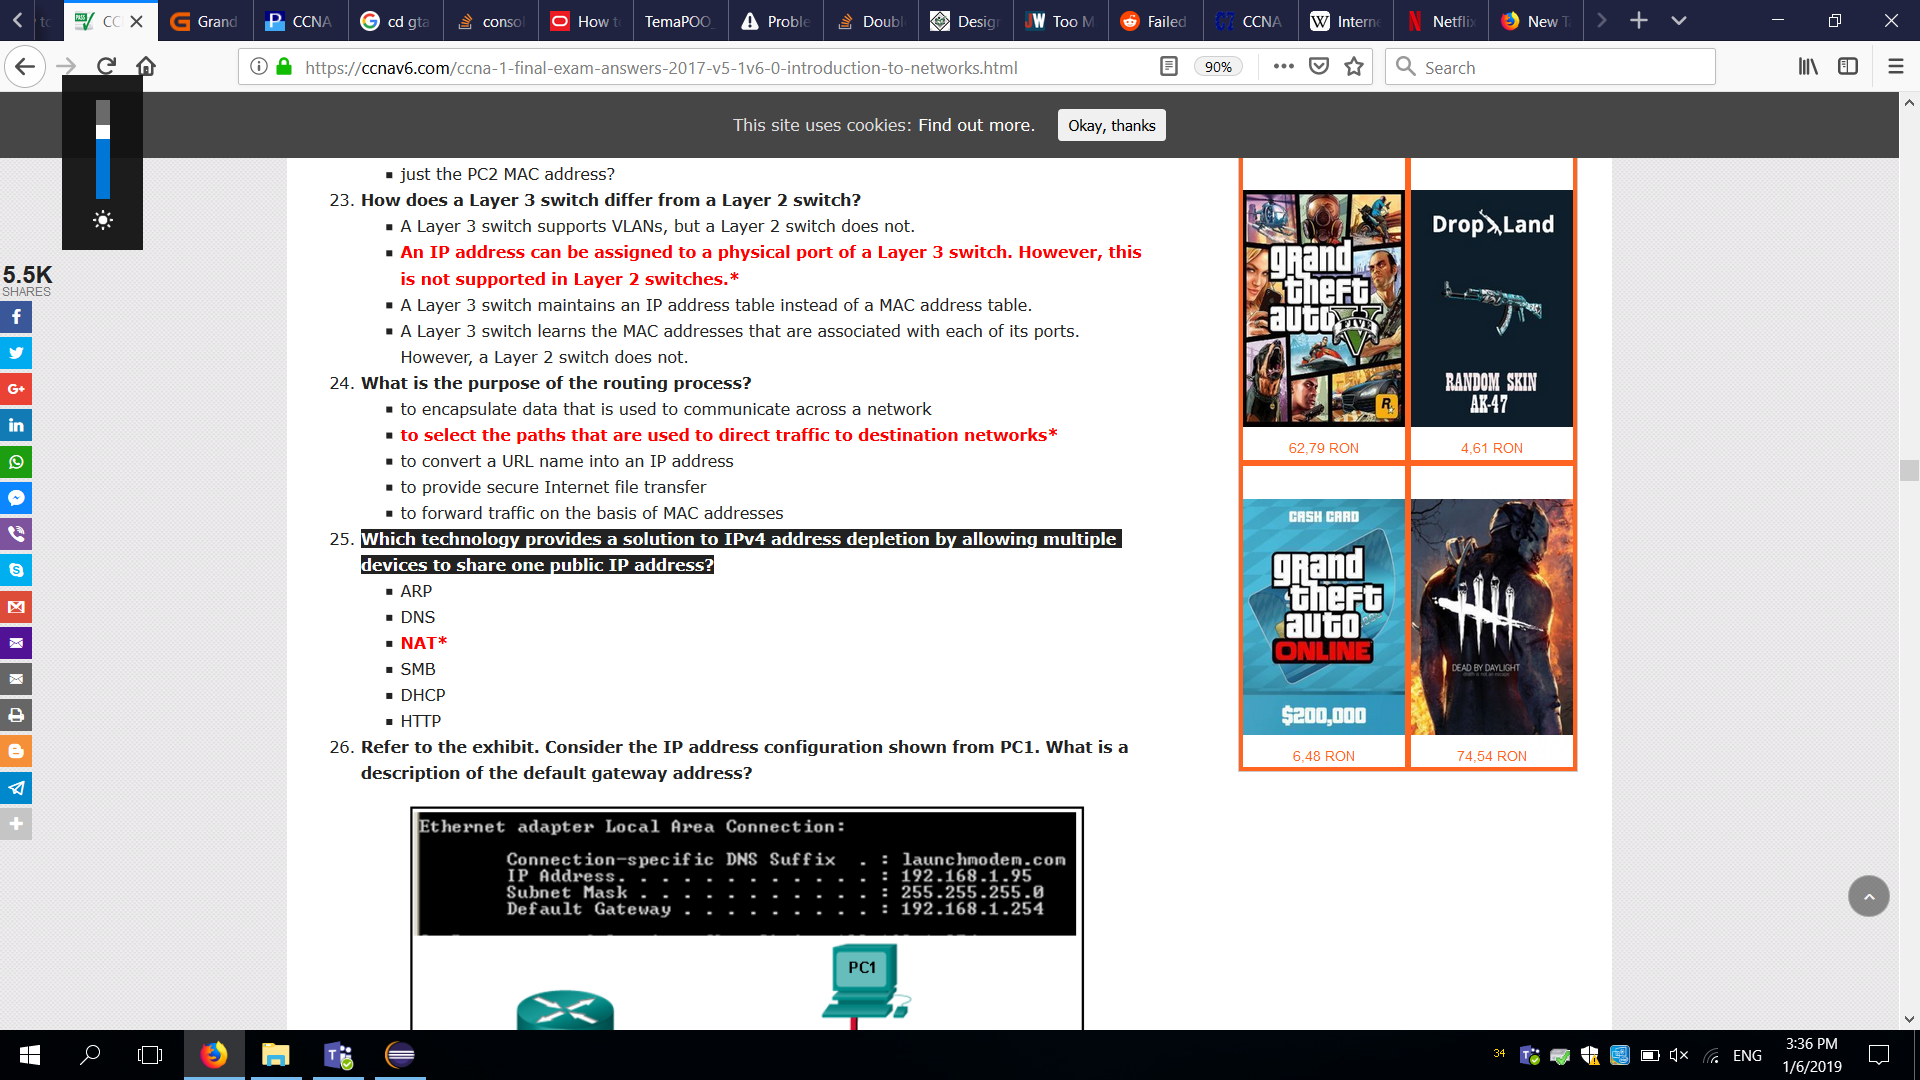 CC
Grand
CCNA
cd gta
conso
How t
TemaPOO_
Proble
Doubl
Desig
Too M
Failed
CCNA
Intern
Netflix
New T
https://ccnav6.com/ccna-1-final-exam-answers-2017-v5-1v6-0-introduction-to-networks.html
90%
Search
This site uses cookies: Find out more.
Okay, thanks
just the PC2 MAC address?
23. How does a Layer 3 switch differ from a Layer 2 switch?
A Layer 3 switch supports VLANs, but a Layer 2 switch does not.
An IP address can be assigned to a physical port of a Layer 3 switch. However, this
is not supported in Layer 2 switches.*
A Layer 3 switch maintains an IP address table instead of a MAC address table.
A Layer 3 switch learns the MAC addresses that are associated with each of its ports.
However, a Layer 2 switch does not.
24. What is the purpose of the routing process?
to encapsulate data that is used to communicate across a network
to select the paths that are used to direct traffic to destination networks*
to convert a URL name into an IP address
to provide secure Internet file transfer
to forward traffic on the basis of MAC addresses
25. Which technology provides a solution to IPv4 address depletion by allowing multiple
devices to share one public IP address?
ARP
DNS
NAT*
SMB
DHCP
HTTP
26. Refer to the exhibit. Consider the IP address configuration shown from PC1. What is a
description of the default gateway address?
Ethernet adapter Local Area Connection:
Connection-specific DNS Suffix . : launchmodem.com
IP Address. . . . . . . . . . . . : 192.168.1.95
Subnet Mask . . . . . . . . . . . : 255.255.255.0
Default Gateway . . . . . . . . . : 192.168.1.254
PC1
5.5K
SHARES
grand
theft
auto
FIVE
V
R
62,79 RON
Drop Land
RANDOM SKIN
AK-47
4,61 RON
CASH CARD
grand
theft
auto
ONLINE
$200,000
6,48 RON
DEAD BY DAYLIGHT
death is not an escape
74,54 RON
34
ENG
3:36 PM
1/6/2019